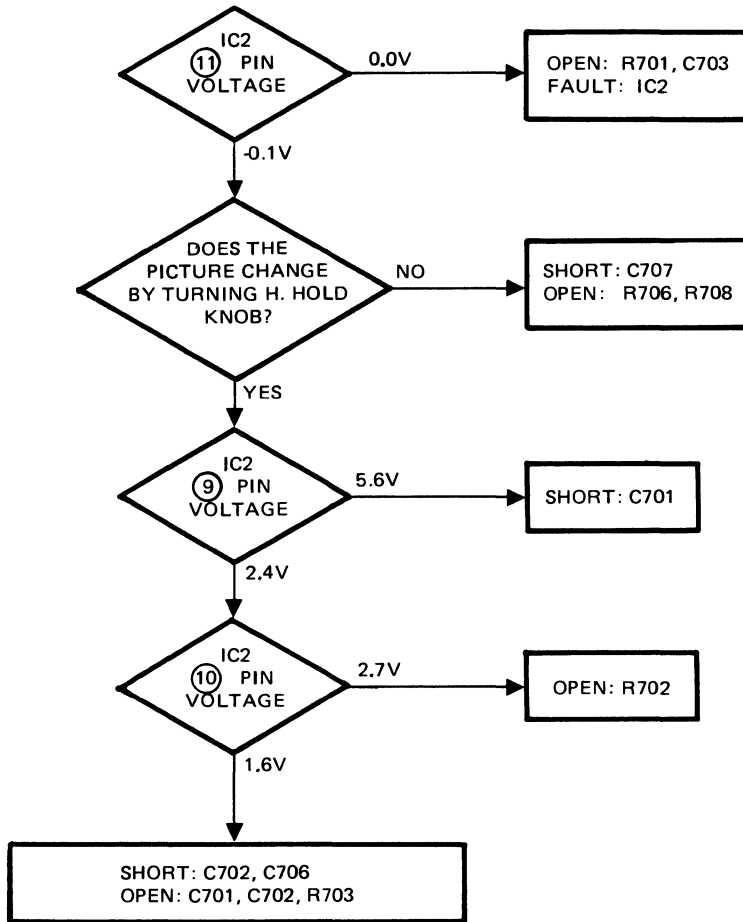 IC2
11 PIN
VOLTAGE
0.0V
OPEN: R701, C703
FAULT: IC2
-0.1V
DOES THE
PICTURE CHANGE
BY TURNING H. HOLD
KNOB?
NO
SHORT: C707
OPEN: R706, R708
YES
IC2
9 PIN
VOLTAGE
5.6V
SHORT: C701
2.4V
IC2
10 PIN
VOLTAGE
2.7V
OPEN: R702
1.6V
SHORT: C702, C706
OPEN: C701, C702, R703